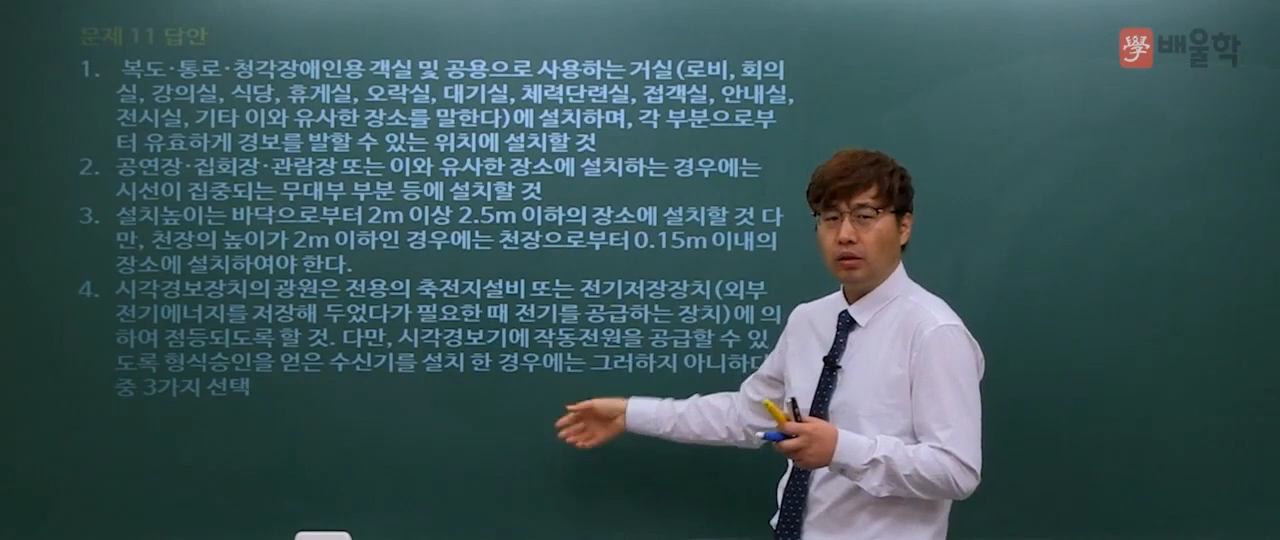 문제 11 답안
學 배울학
1. 복도·통로·청각장애인용 객실 및 공용으로 사용하는 거실(로비, 회의
실, 강의실, 식당, 휴게실, 오락실, 대기실, 체력단련실, 접객실, 안내실,
전시실, 기타 이와 유사한 장소를 말한다)에 설치하며, 각 부분으로부
터 유효하게 경보를 발할 수 있는 위치에 설치할 것
2. 공연장·집회장·관람장 또는 이와 유사한 장소에 설치하는 경우에는
시선이 집중되는 무대부 부분 등에 설치할 것
3. 설치높이는 바닥으로부터 2m 이상 2.5m 이하의 장소에 설치할 것 다
만, 천장의 높이가 2m 이하인 경우에는 천장으로부터 0.15m 이내의
장소에 설치하여야 한다.
4. 시각경보장치의 광원은 전용의 축전지설비 또는 전기저장장치(외부
전기에너지를 저장해 두었다가 필요한 때 전기를 공급하는 장치)에 의
하여 점등되도록 할 것. 다만, 시각경보기에 작동전원을 공급할 수 있
도록 형식승인을 얻은 수신기를 설치 한 경우에는 그러하지 아니하다
중 3가지 선택